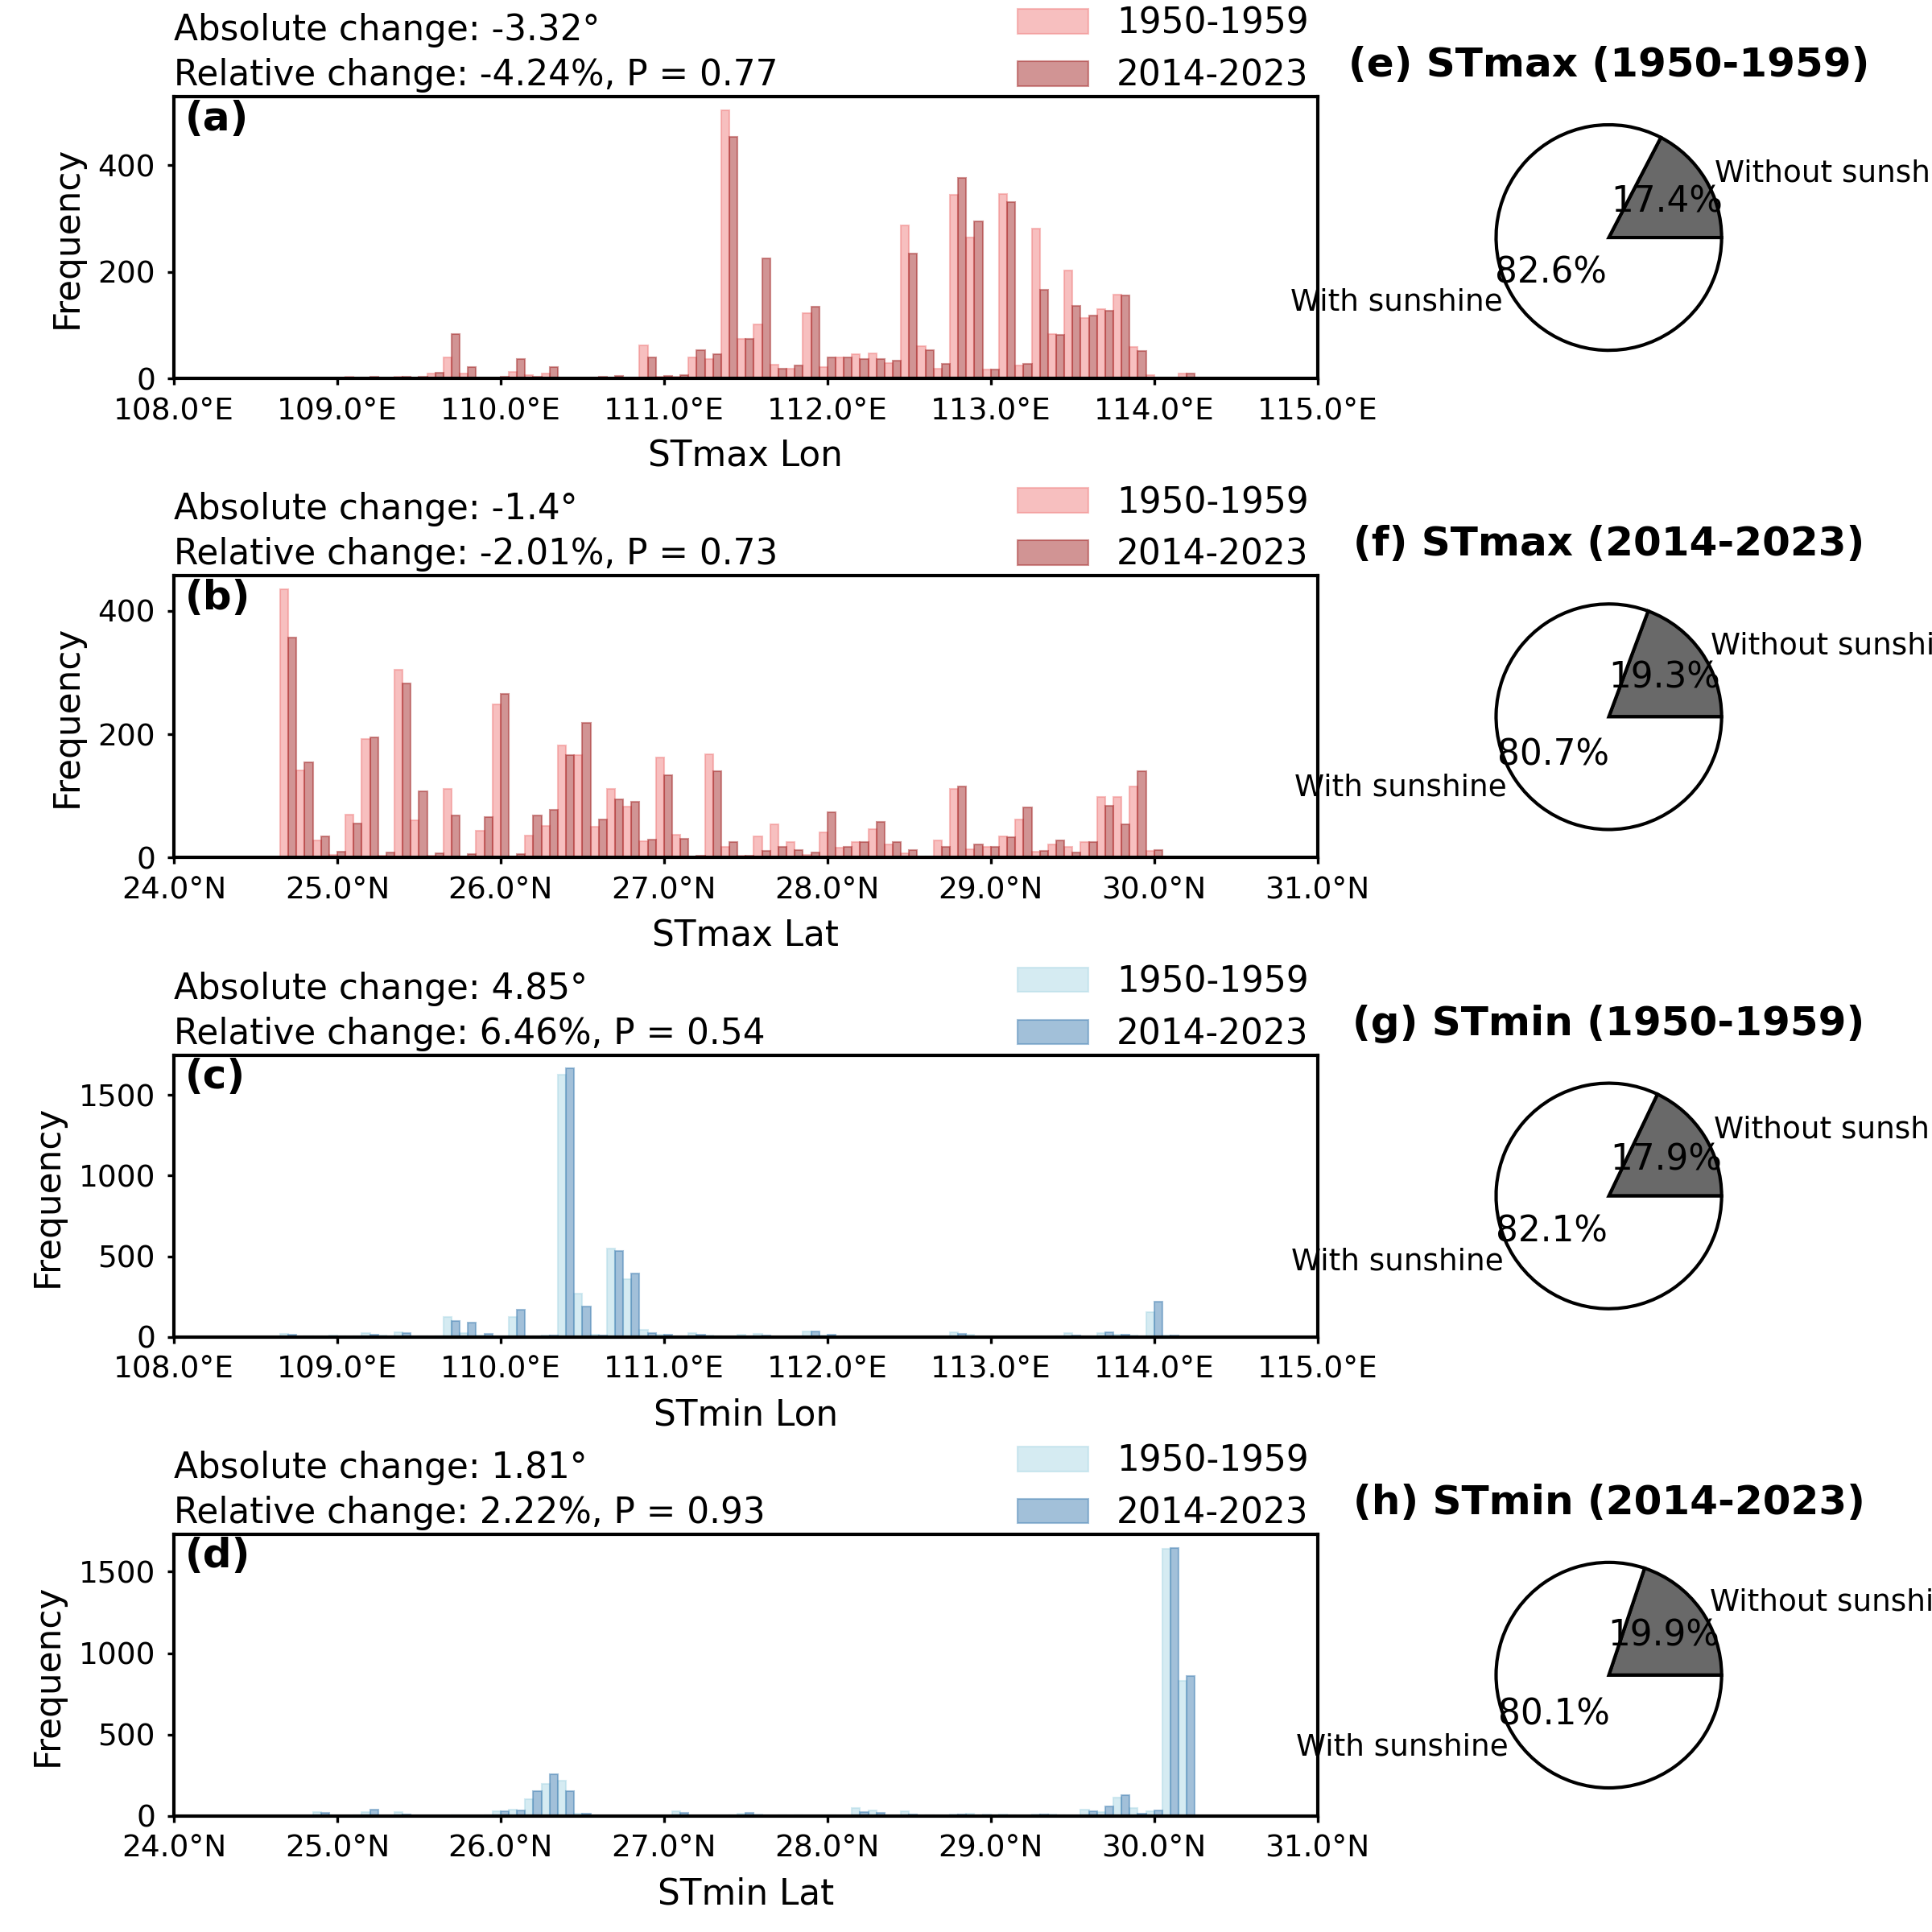 Absolute change: -3.32°
Relative change: -4.24%, P = 0.77
1950-1959
2014-2023
(a)
Frequency
400
200
0
108.0°E 109.0°E 110.0°E 111.0°E 112.0°E 113.0°E 114.0°E 115.0°E
STmax Lon
(e) STmax (1950-1959)
Without sunsh
17.4%
82.6%
With sunshine
Absolute change: -1.4°
Relative change: -2.01%, P = 0.73
1950-1959
2014-2023
(b)
Frequency
400
200
0
24.0°N 25.0°N 26.0°N 27.0°N 28.0°N 29.0°N 30.0°N 31.0°N
STmax Lat
(f) STmax (2014-2023)
Without sunshi
19.3%
80.7%
With sunshine
Absolute change: 4.85°
Relative change: 6.46%, P = 0.54
1950-1959
2014-2023
(c)
Frequency
1500
1000
500
0
108.0°E 109.0°E 110.0°E 111.0°E 112.0°E 113.0°E 114.0°E 115.0°E
STmin Lon
(g) STmin (1950-1959)
Without sunsh
17.9%
82.1%
With sunshine
Absolute change: 1.81°
Relative change: 2.22%, P = 0.93
1950-1959
2014-2023
(d)
Frequency
1500
1000
500
0
24.0°N 25.0°N 26.0°N 27.0°N 28.0°N 29.0°N 30.0°N 31.0°N
STmin Lat
(h) STmin (2014-2023)
Without sunshi
19.9%
80.1%
With sunshine